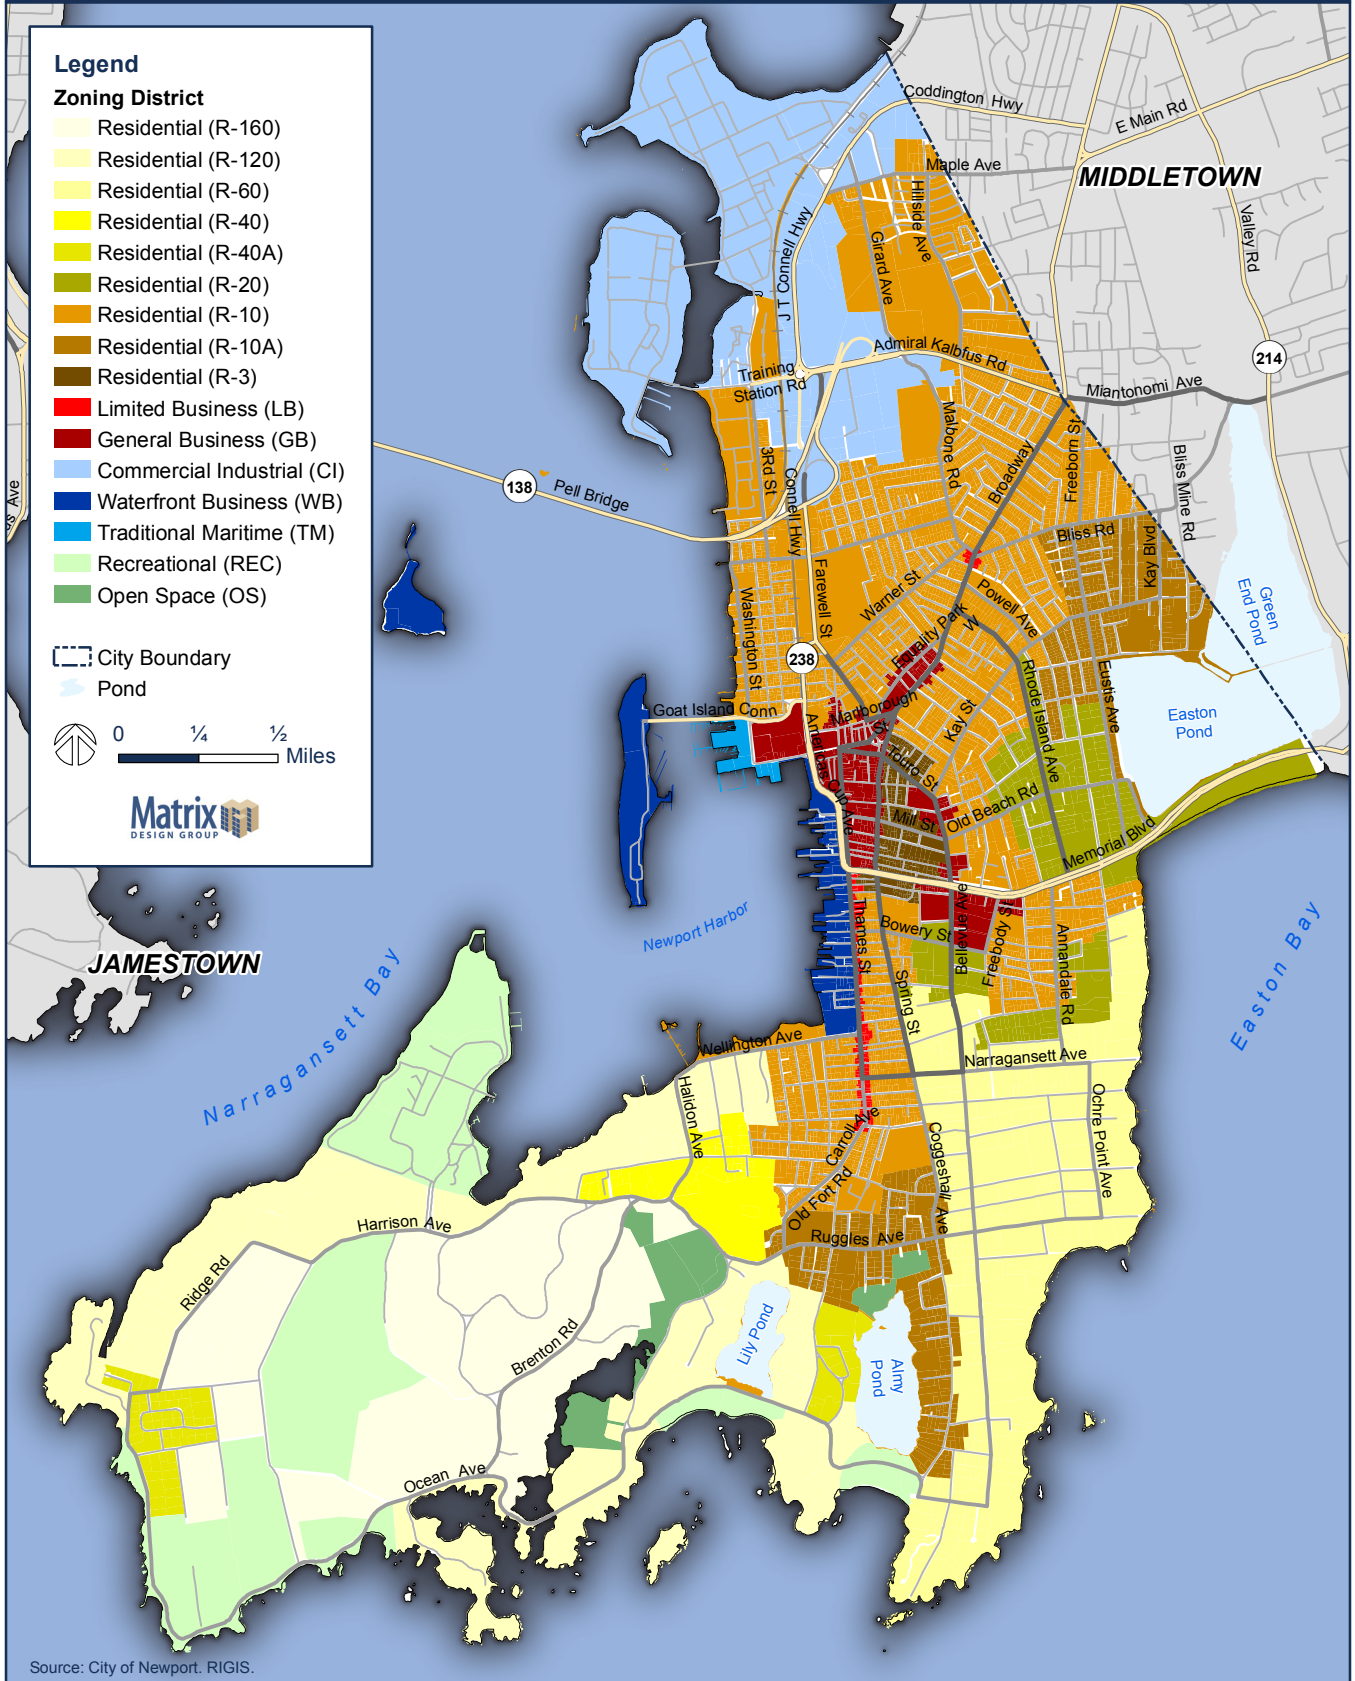 Legend
Zoning District
Residential (R-160)
Residential (R-120)
Residential (R-60)
Residential (R-40)
Residential (R-40A)
Residential (R-20)
Residential (R-10)
Residential (R-10A)
Residential (R-3)
Limited Business (LB)
General Business (GB)
Commercial Industrial (CI)
Waterfront Business (WB)
Traditional Maritime (TM)
Recreational (REC)
Open Space (OS)
City Boundary
Pond
0 ¼ ½
Miles
Matrix
DESIGN GROUP
Coddington Hwy
E Main Rd
Maple Ave
MIDDLETOWN
Hillside Ave
Valley Rd
Girard Ave
J T Connell Hwy
Admiral Kalbfus Rd
214
Training
Station Rd
Miantonomi Ave
Malbone Rd
Broadway
Freeborn St
3Rd St
Connell Hwy
Bliss Mine Rd
138
Pell Bridge
Ave
Bliss Rd
Kay Blvd
Farewell St
Warner St
Powell Ave
Green
End Pond
Washington St
Equality Park
W
238
Rhode Island Ave
Eustis Ave
Goat Island Conn
Marlborough
St
Kay St
Easton
Pond
America's Cup Ave
Touro St
Mill St
Old Beach Rd
Memorial Blvd
Newport Harbor
Thames St
Bowery St
Bellevue Ave
Freebody St
Annandale Rd
Easton Bay
JAMESTOWN
Narragansett Bay
Spring St
Wellington Ave
Narragansett Ave
Halidon Ave
Ochre Point Ave
Carroll Ave
Coggeshall Ave
Old Fort Rd
Harrison Ave
Ruggles Ave
Ridge Rd
Brenton Rd
Lily Pond
Almy
Pond
Ocean Ave
Source: City of Newport. RIGIS.